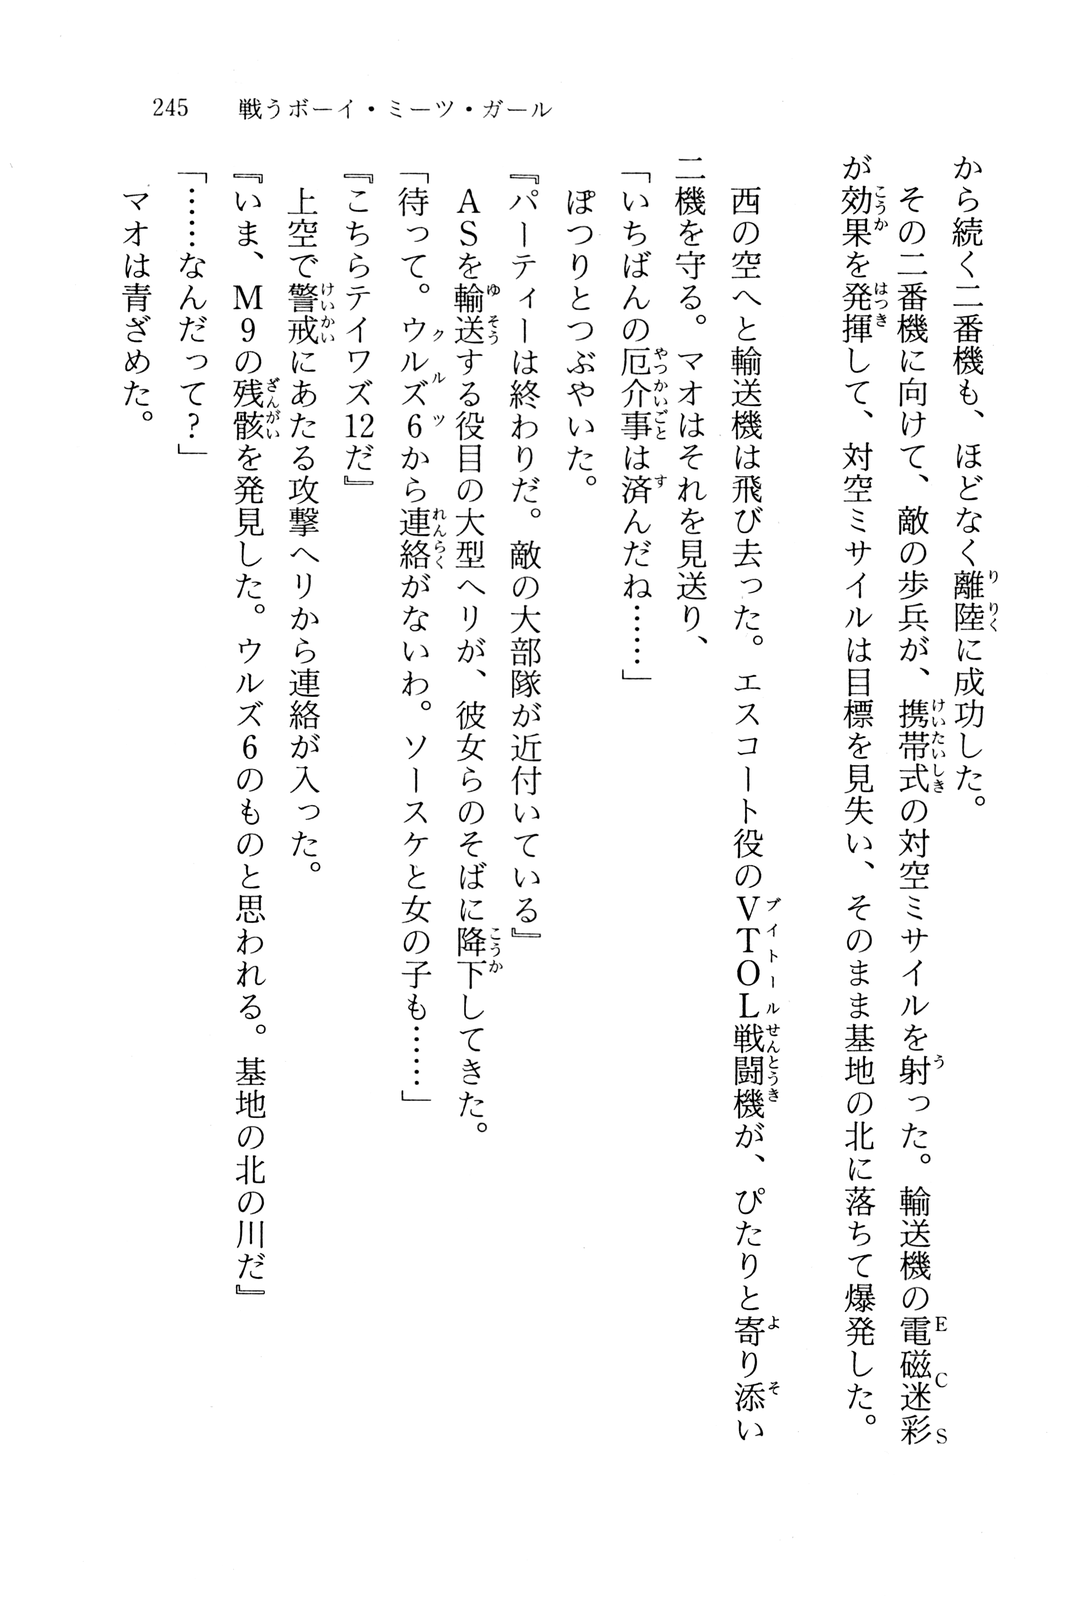 245 戦うボーイ・ミーツ・ガール
から続く二番機も、ほどなく離陸に成功した。
その二番機に向けて、敵の歩兵が、携帯式の対空ミサイルを射った。輸送機の電磁迷彩
が効果を発揮して、対空ミサイルは目標を見失い、そのまま基地の北に落ちて爆発した。
西の空へと輸送機は飛び去った。エスコート役のVTOL戦闘機が、ぴたりと寄り添い
二機を守る。マオはそれを見送り、
「いちばんの厄介事は済んだね……」
ぽつりとつぶやいた。
『パーティーは終わりだ。敵の大部隊が近付いている』
ASを輸送する役目の大型ヘリが、彼女らのそばに降下してきた。
「待って。ウルズ6から連絡がないわ。ソースケと女の子も……」
『こちらテイワズ12だ』
上空で警戒にあたる攻撃ヘリから連絡が入った。
『いま、M9の残骸を発見した。ウルズ6のものと思われる。基地の北の川だ』
「……なんだって？」
マオは青ざめた。